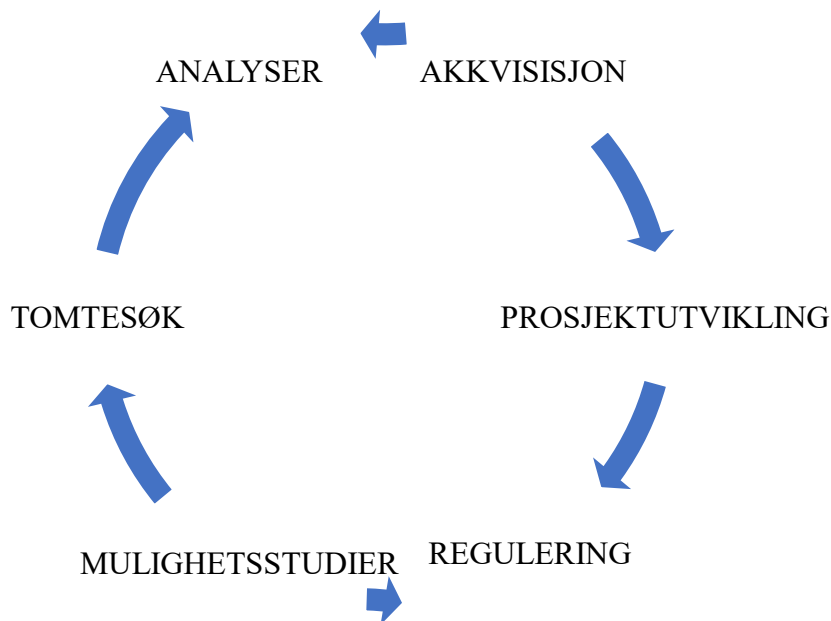 ANALYSER
AKKVISISJON
TOMTESØK
PROSJEKTUTVIKLING
MULIGHETSSTUDIER
REGULERING